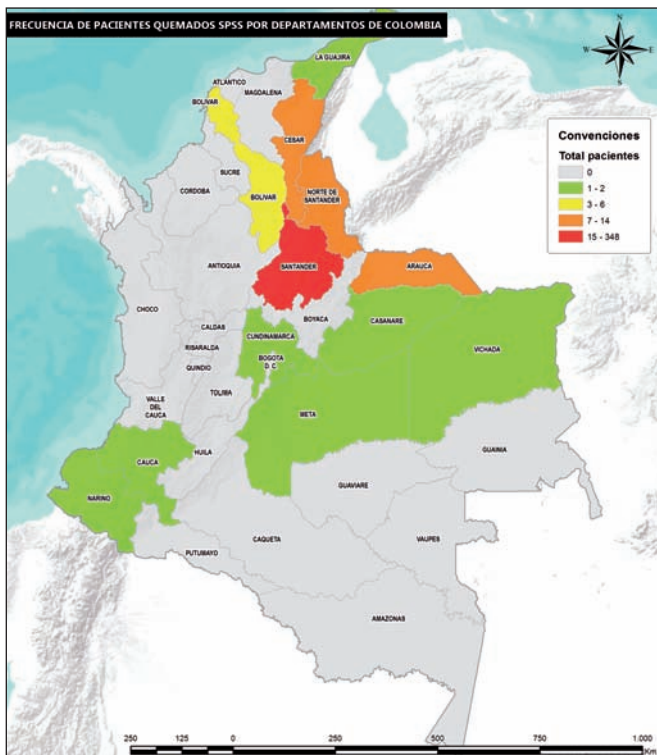 FRECUENCIA DE PACIENTES QUEMADOS SPSS POR DEPARTAMENTOS DE COLOMBIA
N
W
E
S
LA GUAJIRA
ATLANTICO
MAGDALENA
BOLIVAR
CESAR
SUCRE
CORDOBA
BOLIVAR
NORTE DE
SANTANDER
ANTIOQUIA
SANTANDER
ARAUCA
CHOCO
BOYACA
CALDAS
CUNDINAMARCA
CASANARE
RISARALDA
BOGOTA
D. C
VICHADA
QUINDIO
TOLIMA
VALLE
DEL
CAUCA
META
HUILA
CAUCA
GUAINIA
NARINO
GUAVIARE
CAQUETA
VAUPES
PUTUMAYO
AMAZONAS
Convenciones
Total pacientes
0
1 - 2
3 - 6
7 - 14
15 - 348
250 125 0 250 500 750 1.000
Km